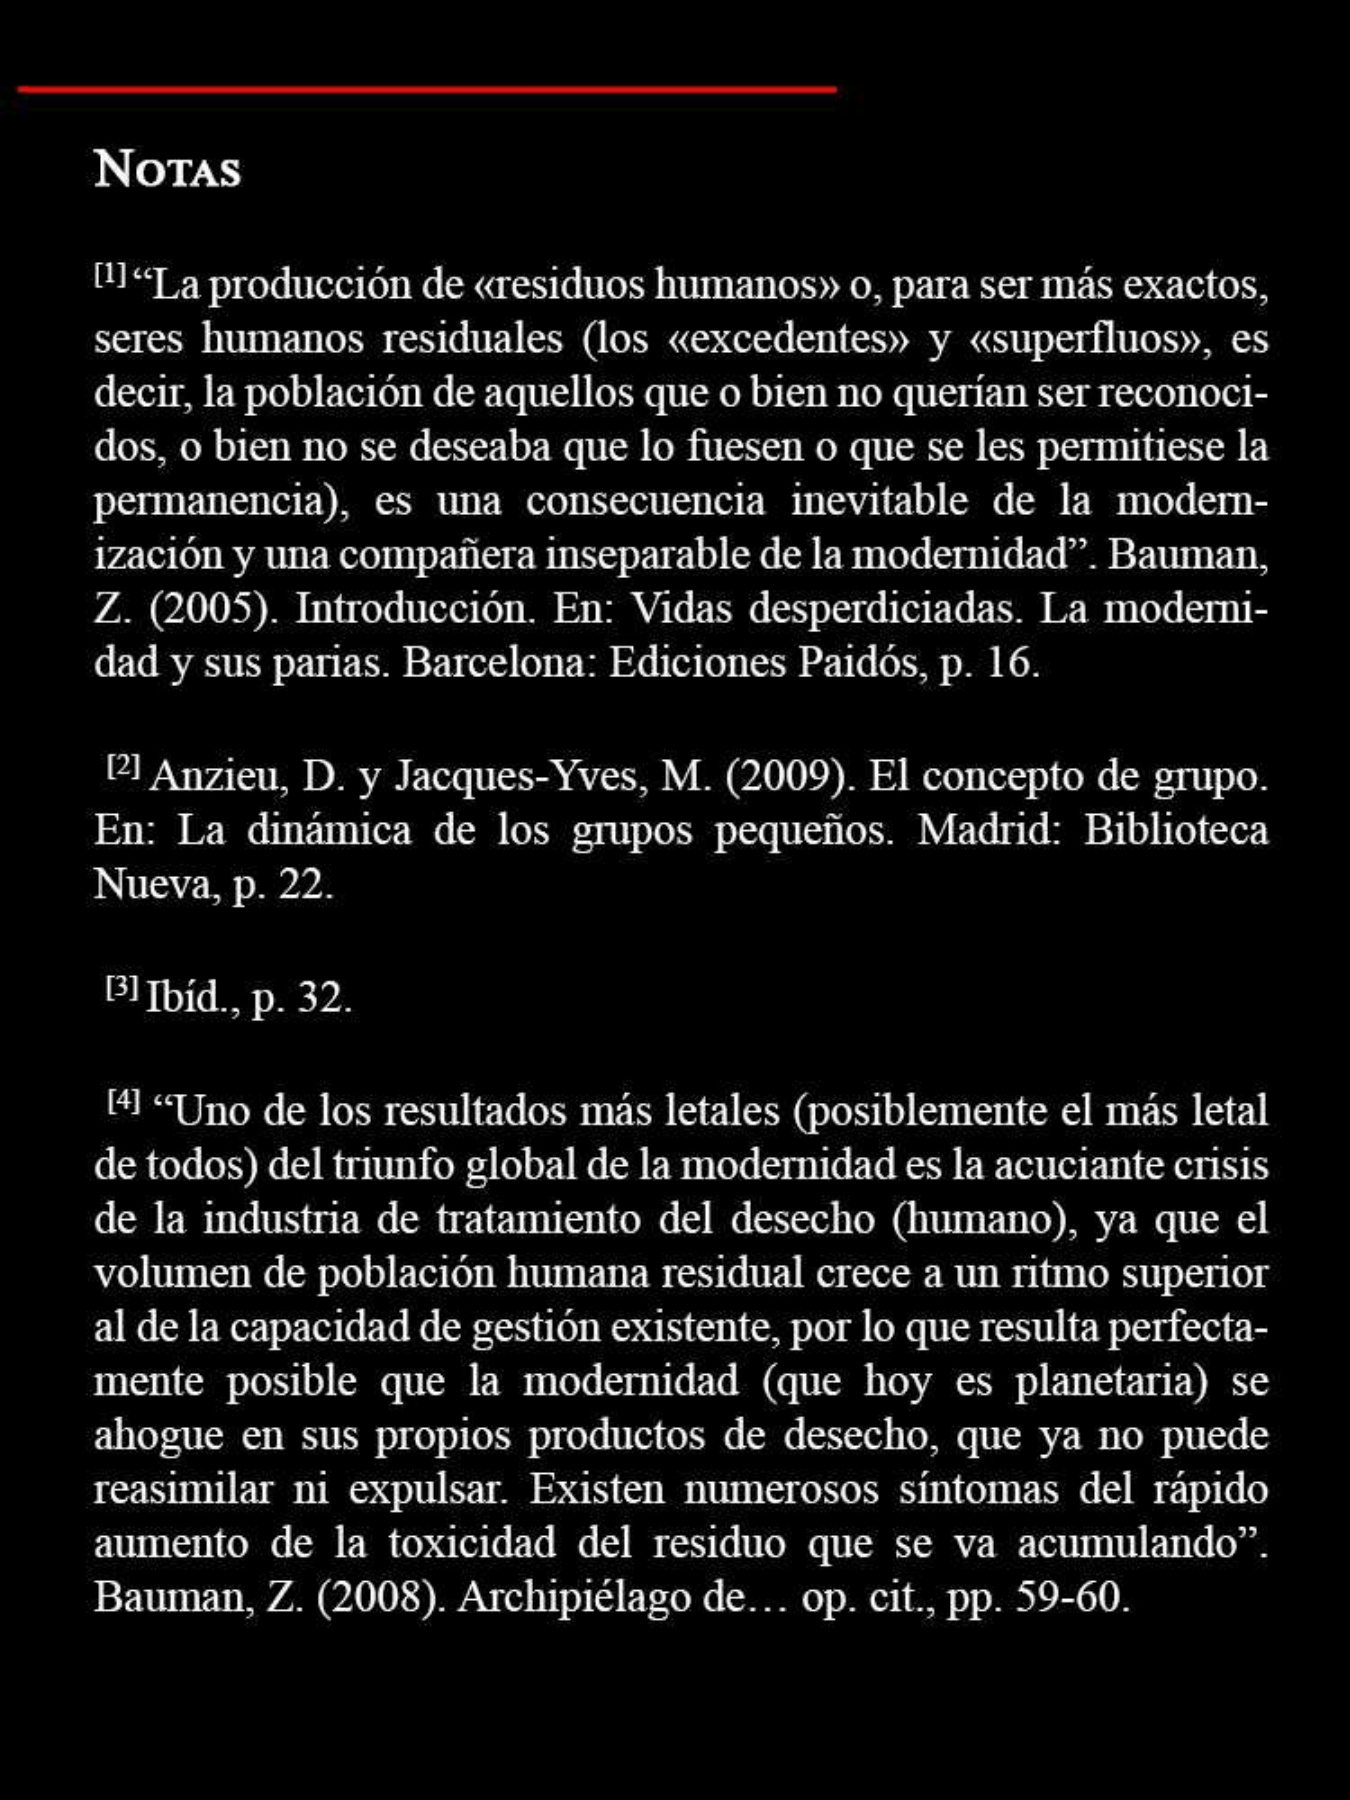 Notas
[1] “La producción de «residuos humanos» o, para ser más exactos,
seres humanos residuales (los «excedentes» y «superfluos», es
decir, la población de aquellos que o bien no querían ser reconoci-
dos, o bien no se deseaba que lo fuesen o que se les permitiese la
permanencia), es una consecuencia inevitable de la modern-
ización y una compañera inseparable de la modernidad”. Bauman,
Z. (2005). Introducción. En: Vidas desperdiciadas. La moderni-
dad y sus parias. Barcelona: Ediciones Paidós, p. 16.
[2] Anzieu, D. y Jacques-Yves, M. (2009). El concepto de grupo.
En: La dinámica de los grupos pequeños. Madrid: Biblioteca
Nueva, p. 22.
[3] Ibíd., p. 32.
[4] “Uno de los resultados más letales (posiblemente el más letal
de todos) del triunfo global de la modernidad es la acuciante crisis
de la industria de tratamiento del desecho (humano), ya que el
volumen de población humana residual crece a un ritmo superior
al de la capacidad de gestión existente, por lo que resulta perfecta-
mente posible que la modernidad (que hoy es planetaria) se
ahogue en sus propios productos de desecho, que ya no puede
reasimilar ni expulsar. Existen numerosos síntomas del rápido
aumento de la toxicidad del residuo que se va acumulando”.
Bauman, Z. (2008). Archipiélago de… op. cit., pp. 59-60.